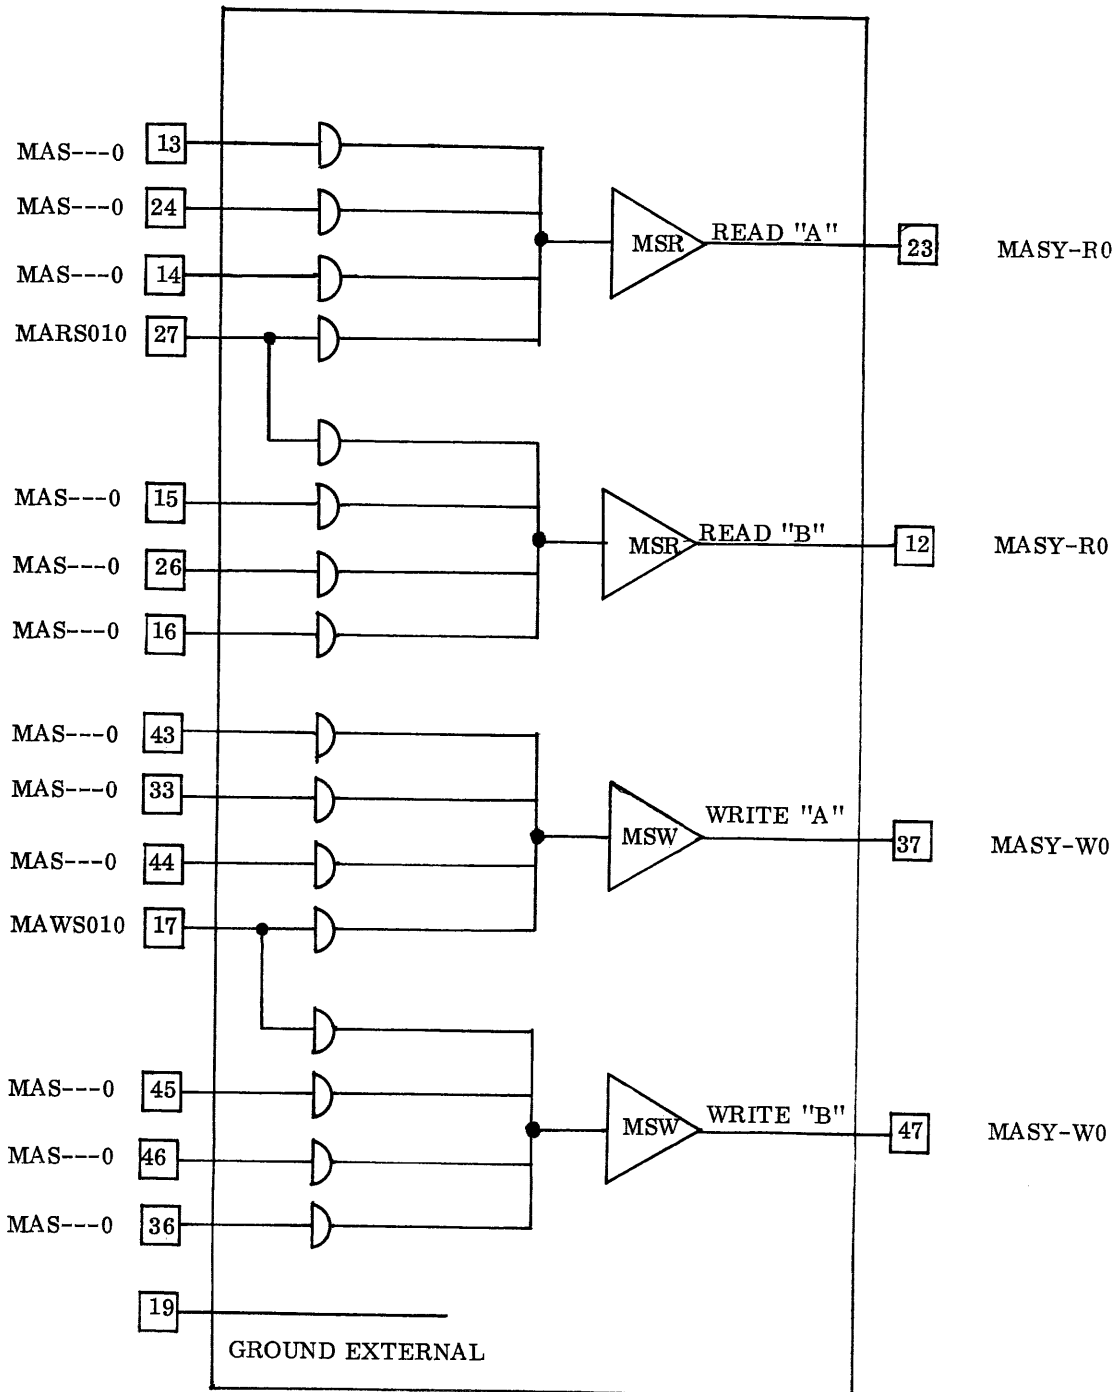 MAS---0 13
MAS---0 24
MSR READ "A" 23 MASY-R0
MAS---0 14
MARS010 27
MAS---0 15
MSR READ "B" 12 MASY-R0
MAS---0 26
MAS---0 16
MAS---0 43
MAS---0 33
MSW WRITE "A" 37 MASY-W0
MAS---0 44
MAWS010 17
MAS---0 45
MSW WRITE "B" 47 MASY-W0
MAS---0 46
MAS---0 36
19
GROUND EXTERNAL